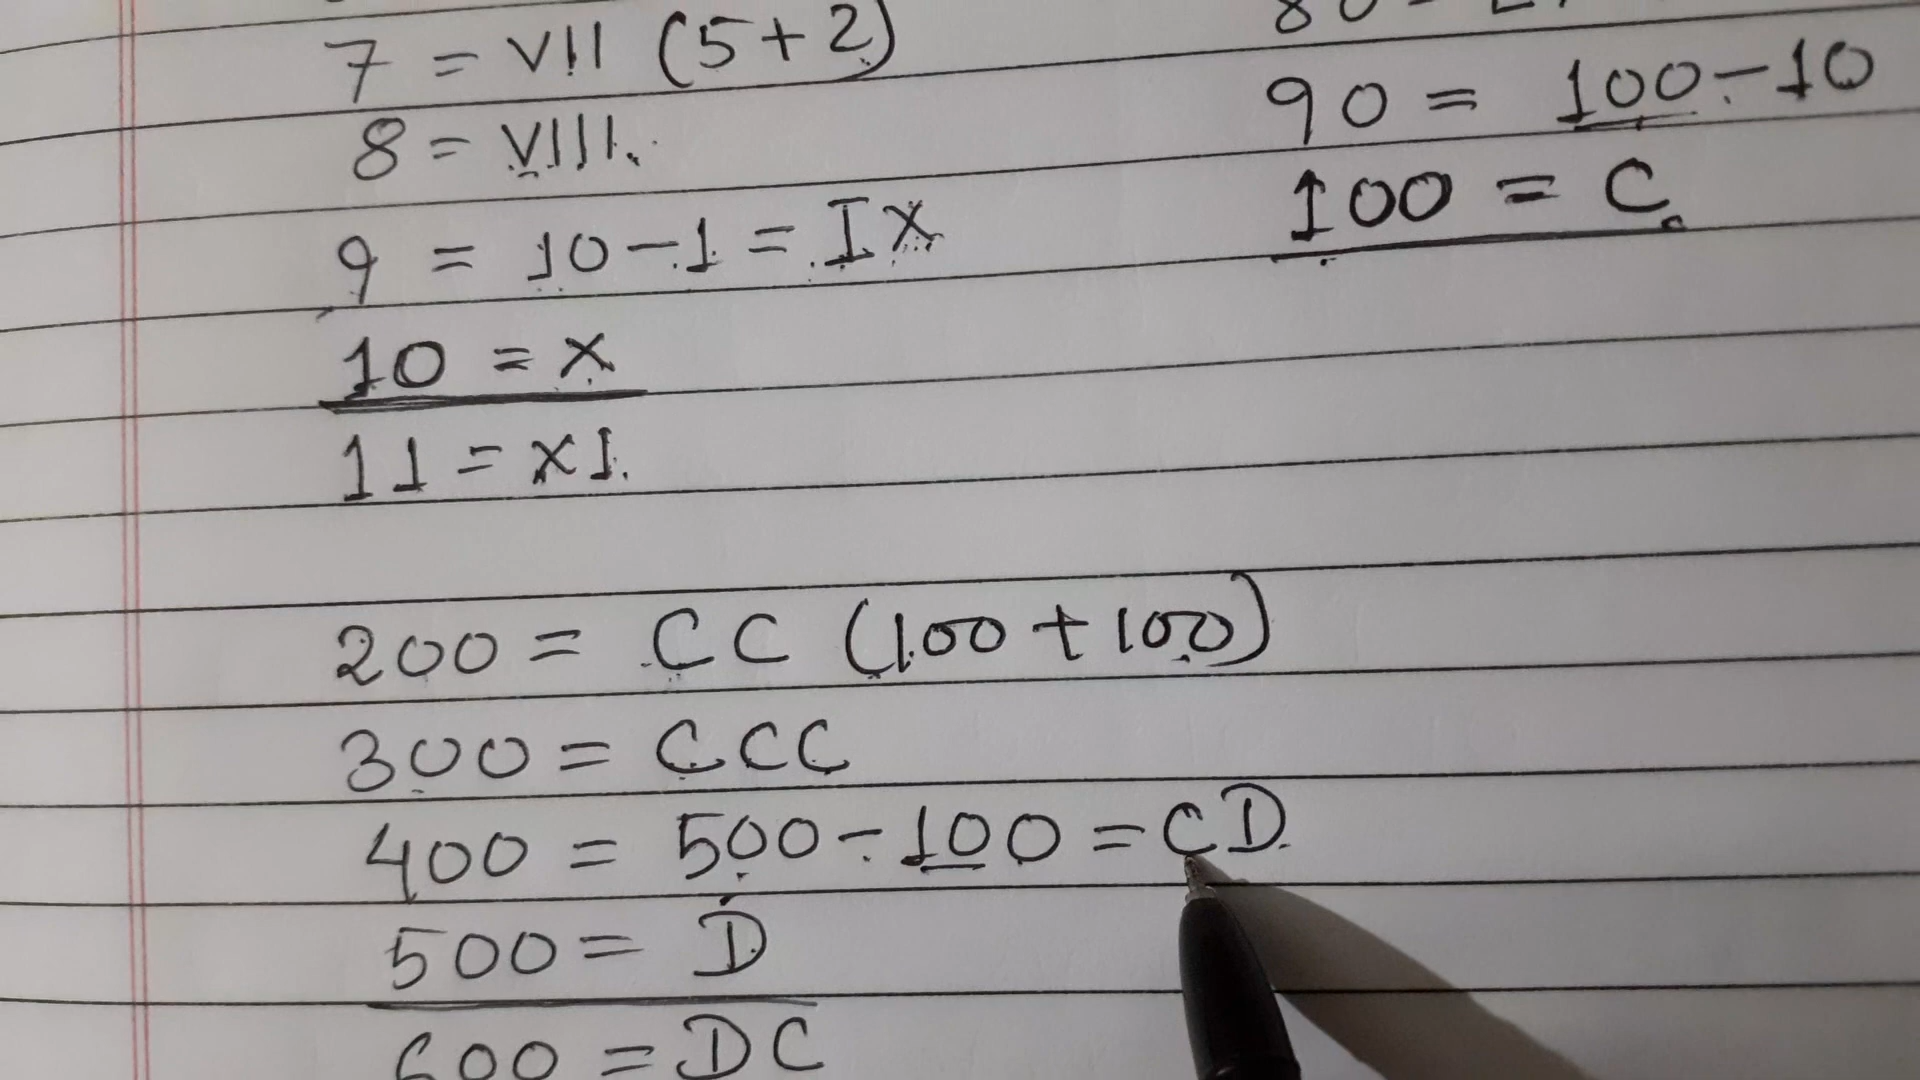 7 = VII (5+2)
8 = VIII.
9 = 10-1 = IX
10 = X
11 = XI.
90 = 100-10
100 = C
200 = CC (100+100)
300 = CCC
400 = 500-100 = CD
500 = D
600 = DC